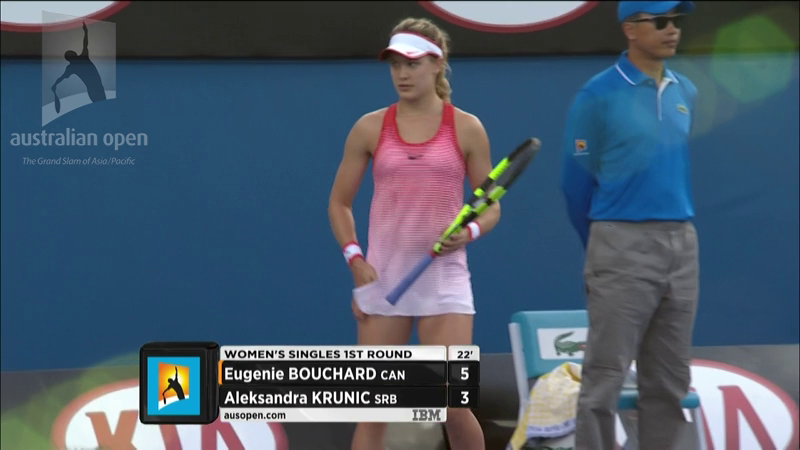 australian open
The Grand Slam of Asia/Pacific
WOMEN'S SINGLES 1ST ROUND 22'
Eugenie BOUCHARD CAN 5
Aleksandra KRUNIC SRB 3
ausopen.com IBM
KIA